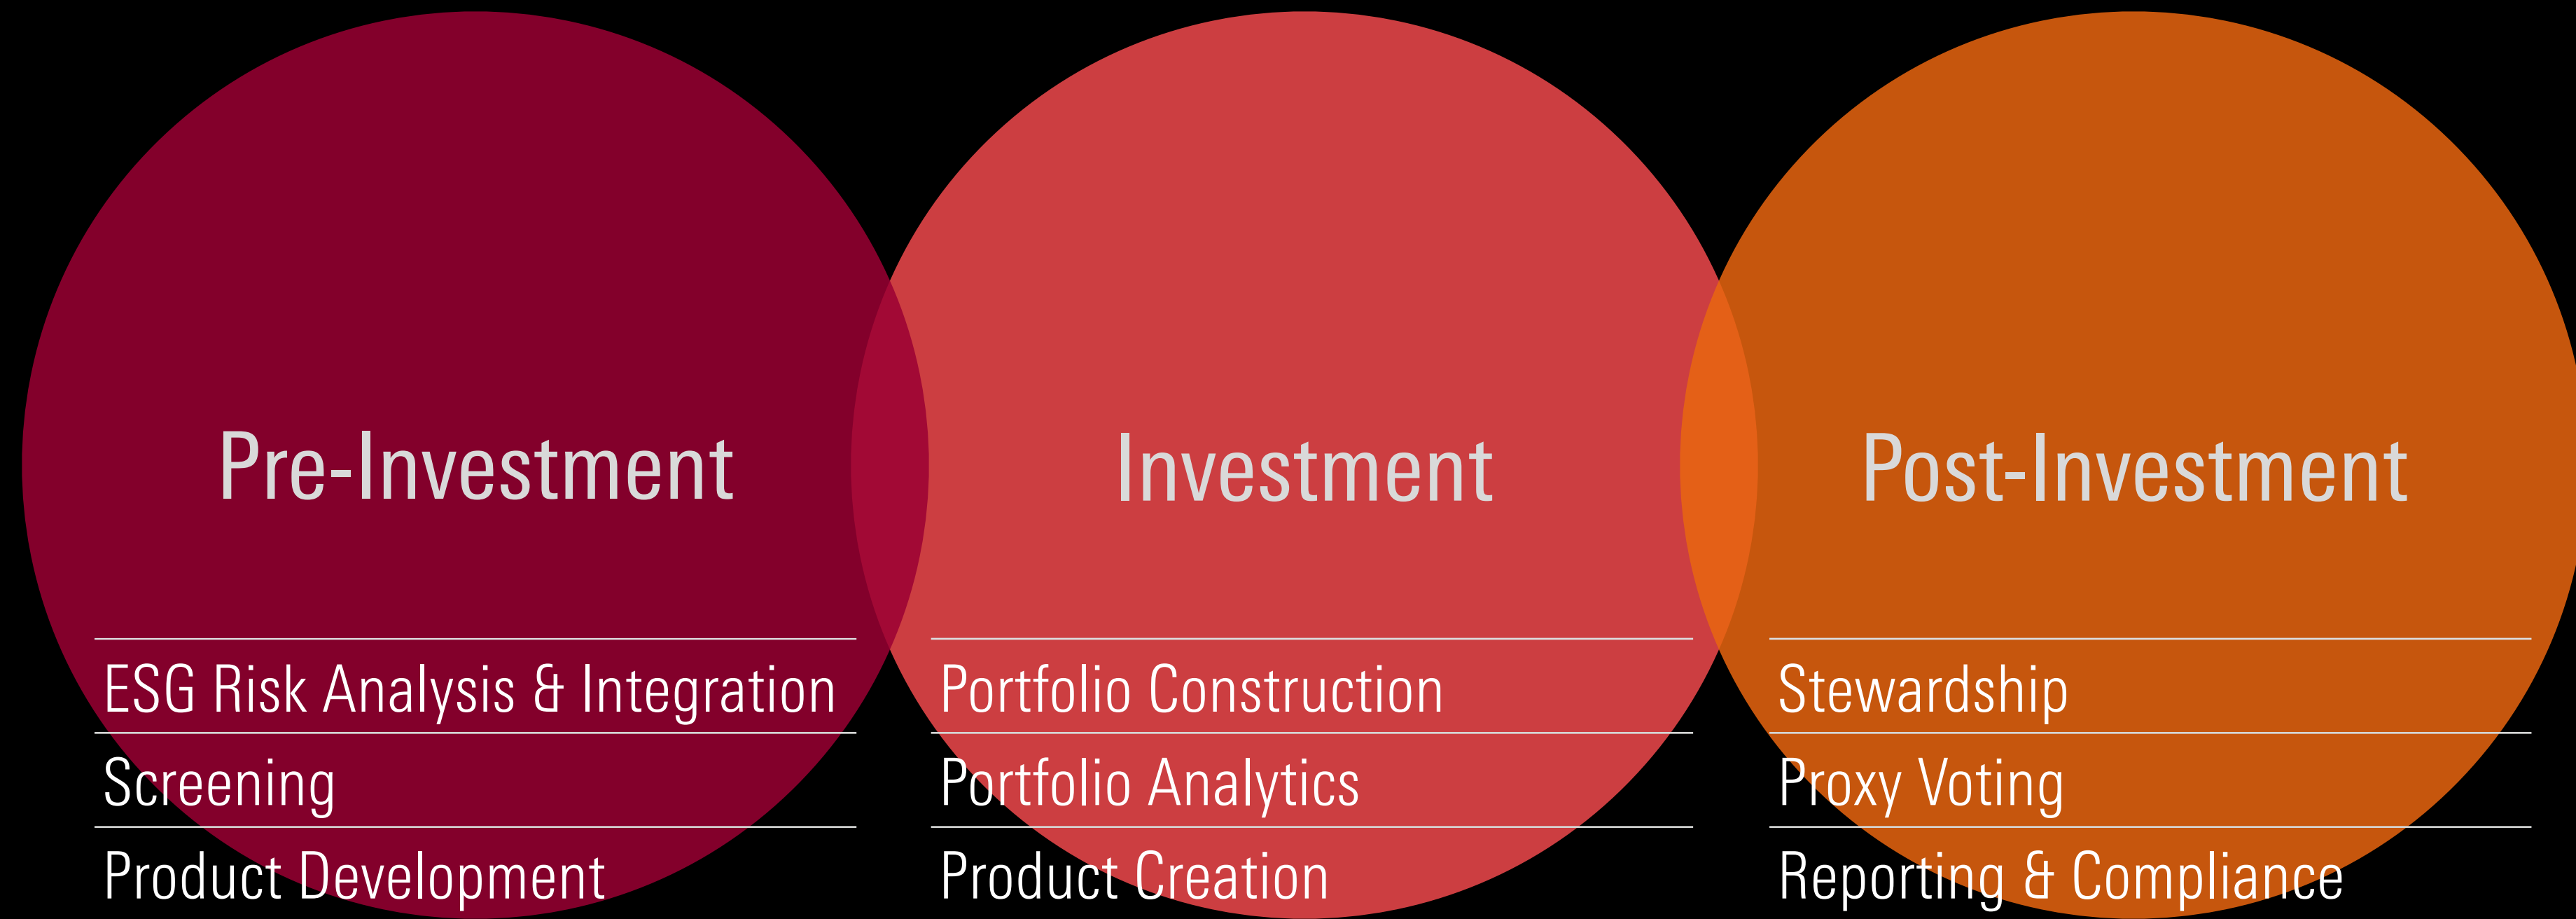 Pre-Investment
ESG Risk Analysis & Integration
Screening
Product Development
Investment
Portfolio Construction
Portfolio Analytics
Product Creation
Post-Investment
Stewardship
Proxy Voting
Reporting & Compliance